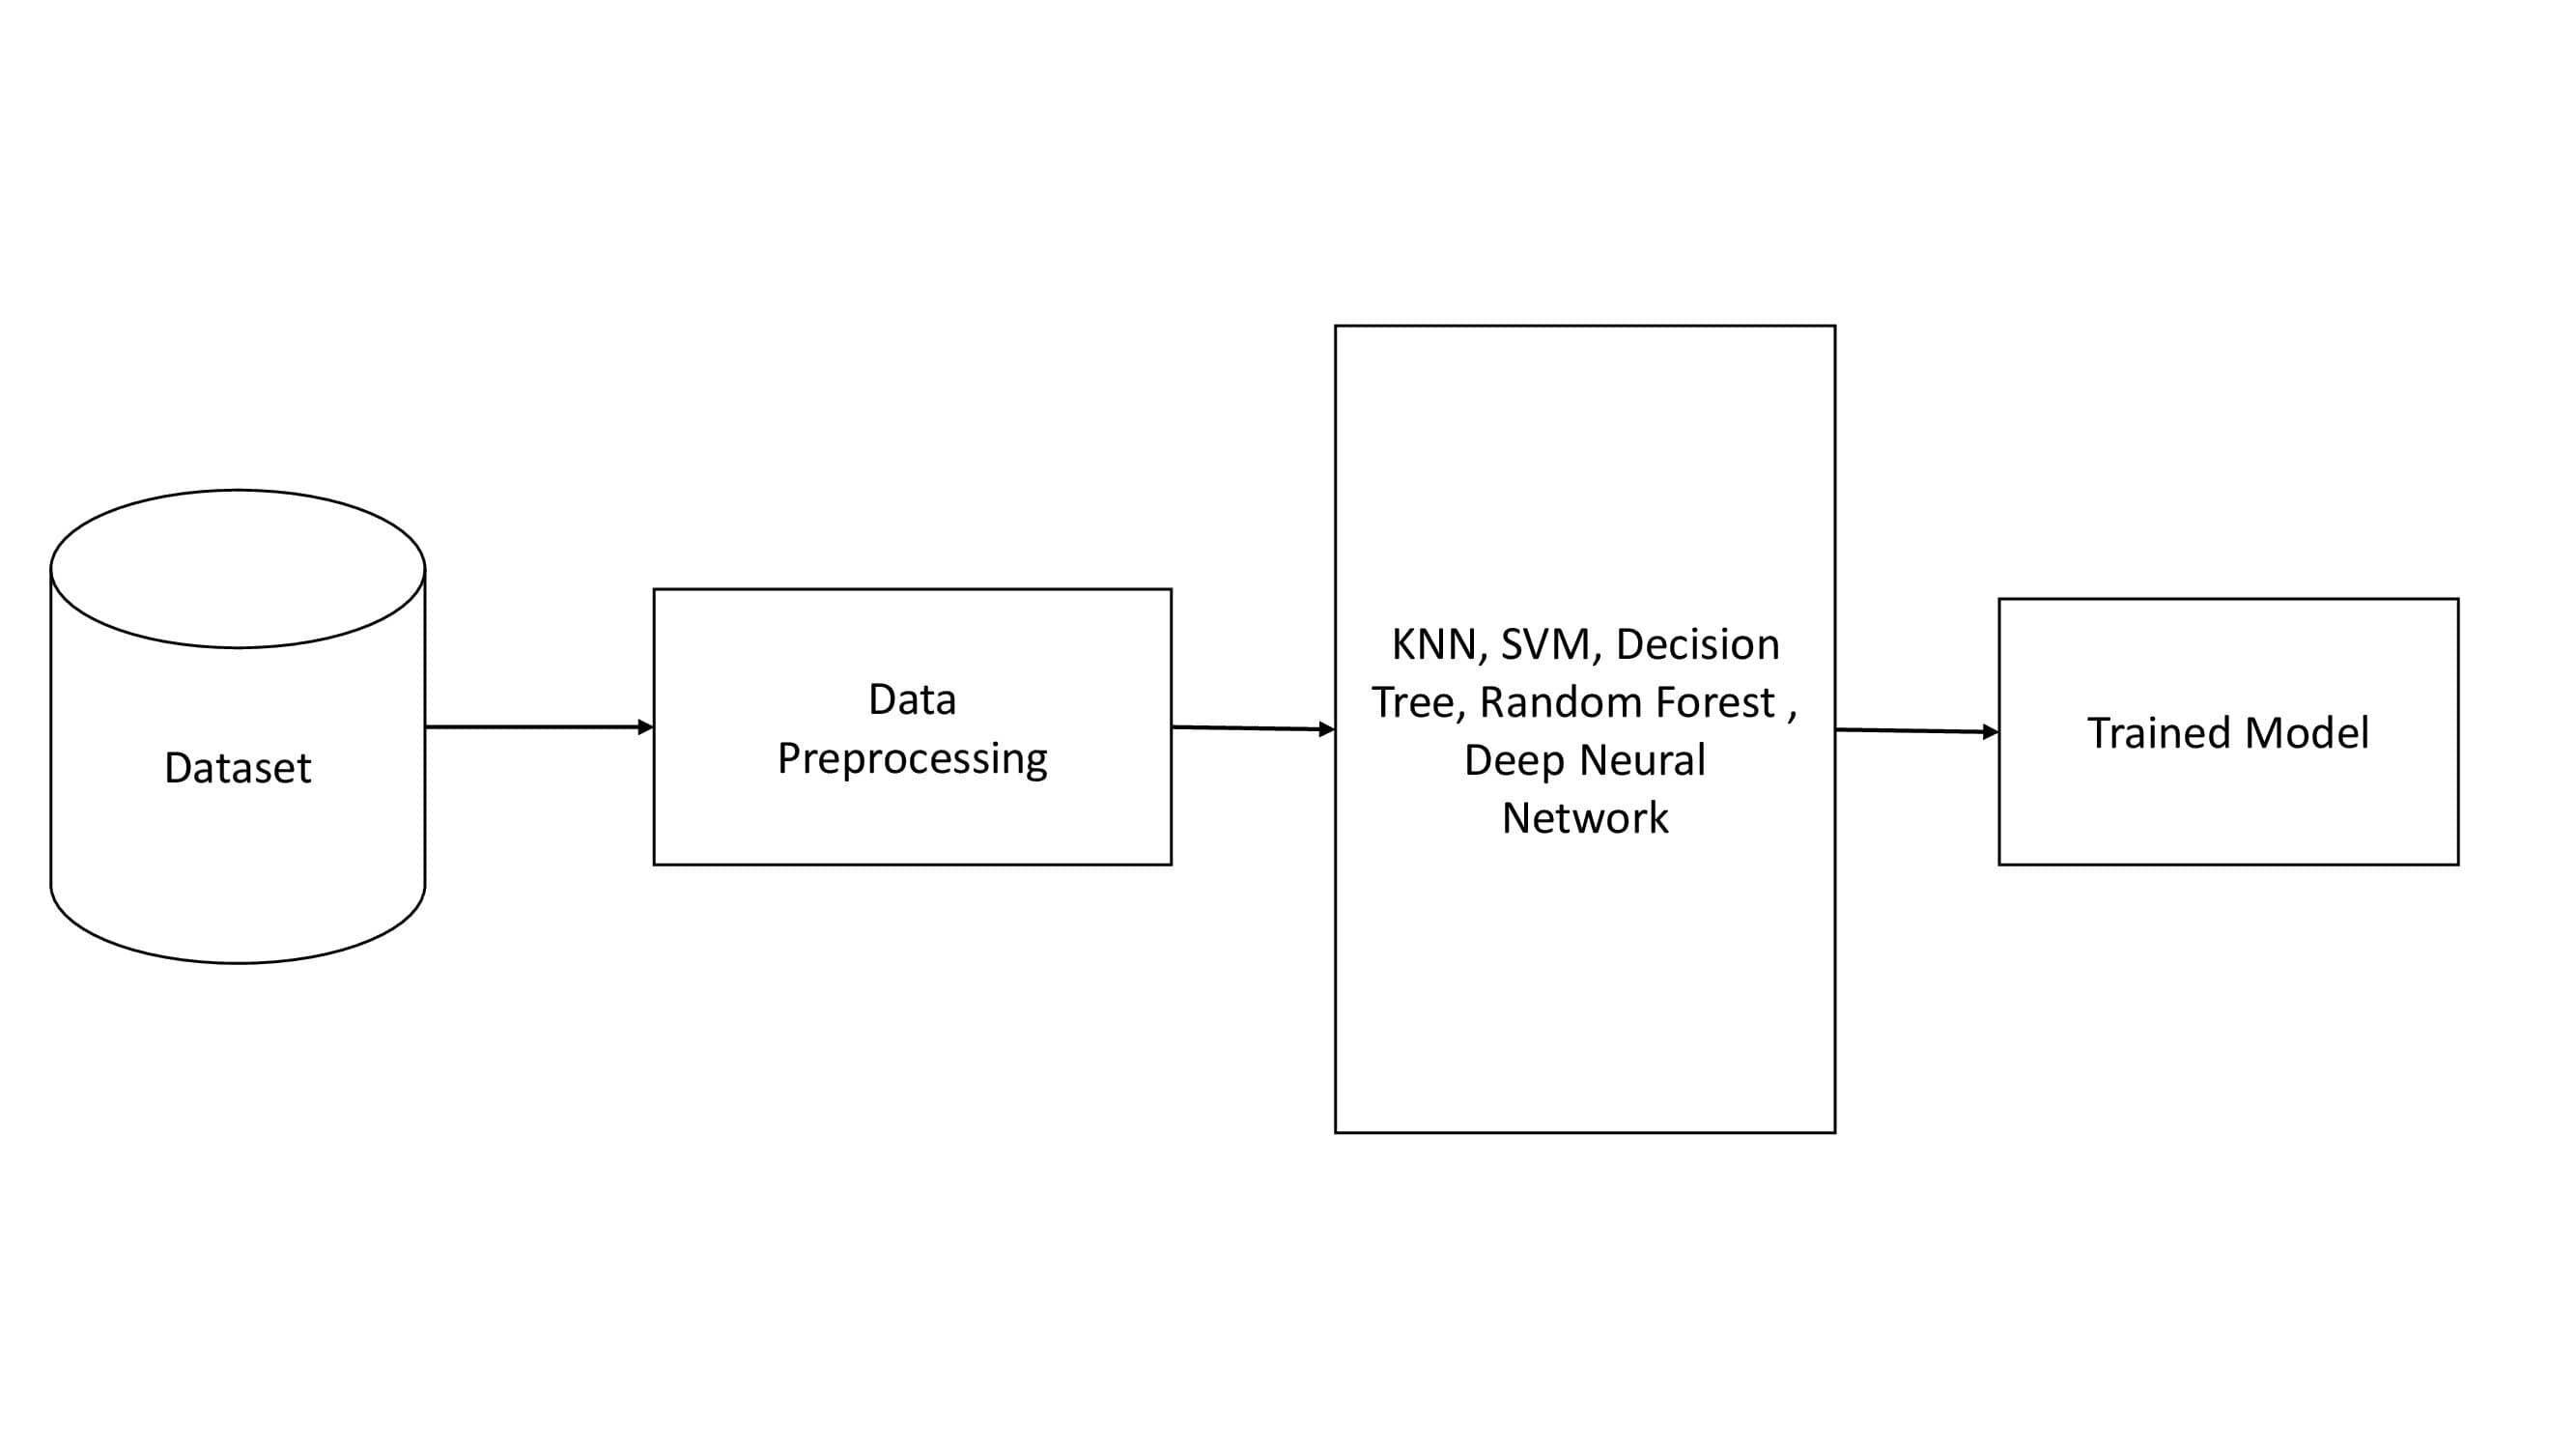 Dataset
Data
Preprocessing
KNN, SVM, Decision
Tree, Random Forest ,
Deep Neural
Network
Trained Model